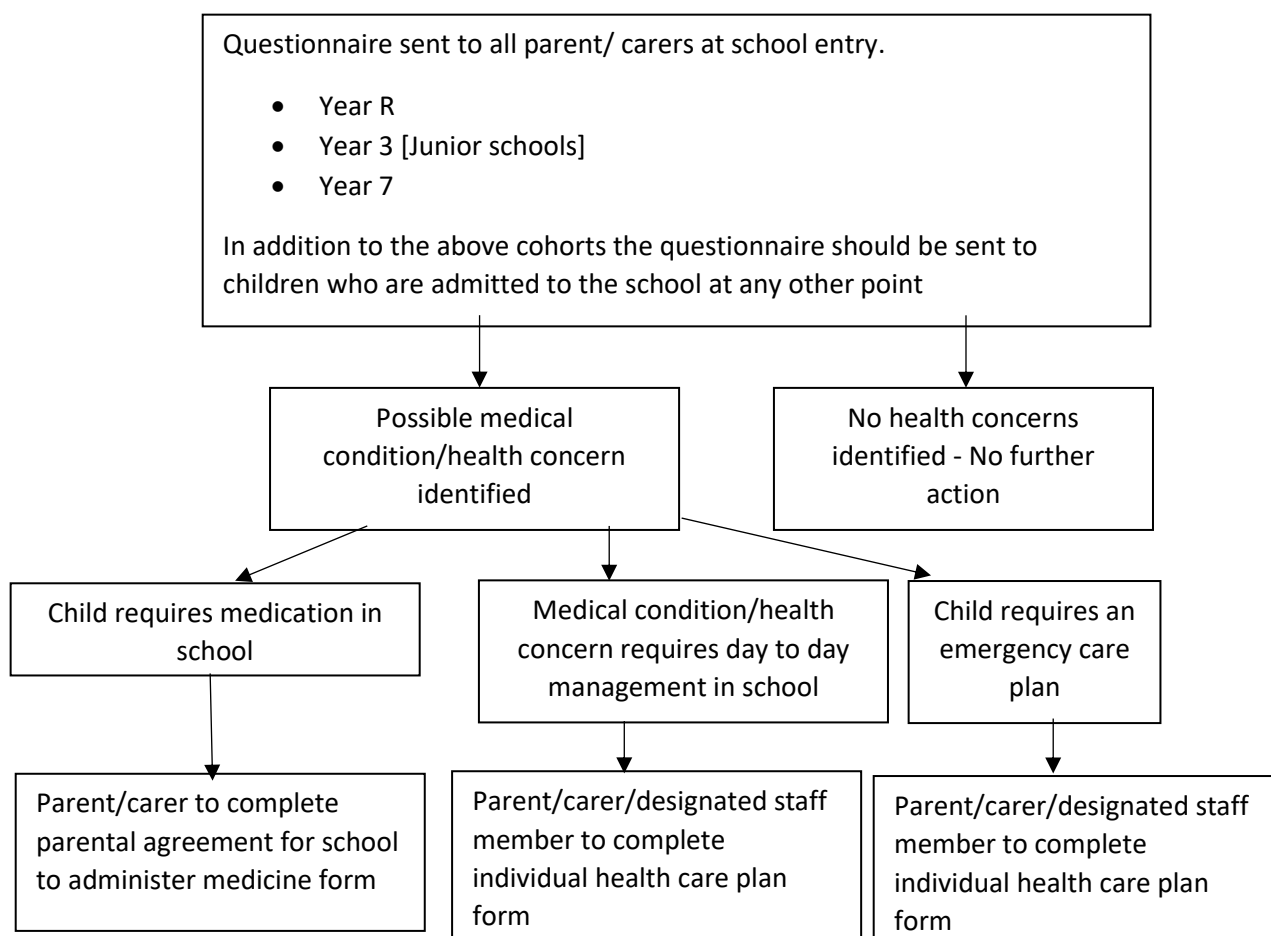 Questionnaire sent to all parent/ carers at school entry.
• Year R
• Year 3 [Junior schools]
• Year 7
In addition to the above cohorts the questionnaire should be sent to
children who are admitted to the school at any other point
Possible medical
condition/health concern
identified
No health concerns
identified - No further
action
Child requires medication in
school
Medical condition/health
concern requires day to day
management in school
Child requires an
emergency care
plan
Parent/carer to complete
parental agreement for school
to administer medicine form
Parent/carer/designated staff
member to complete
individual health care plan
form
Parent/carer/designated staff
member to complete
individual health care plan
form